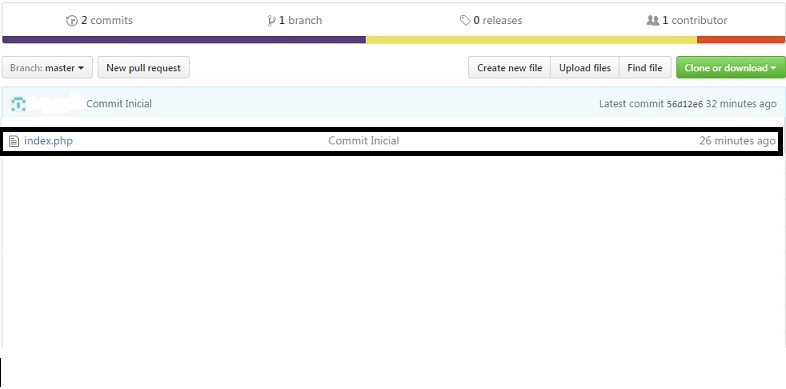 2 commits 1 branch 0 releases 1 contributor
Branch: master New pull request Create new file Upload files Find file Clone or download
Commit Inicial Latest commit 56d12e6 32 minutes ago
index.php Commit Inicial 26 minutes ago